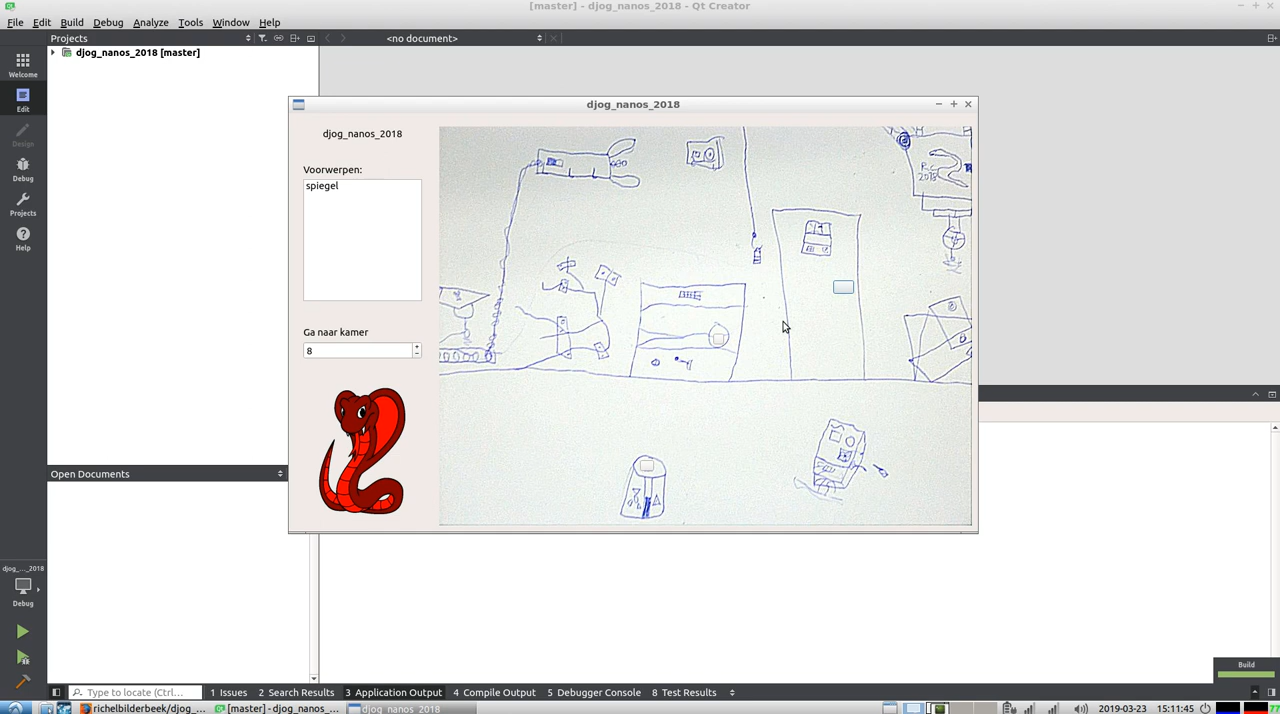 [master] - djog_nanos_2018 - Qt Creator
File Edit Build Debug Analyze Tools Window Help
Projects
<no document>
djog_nanos_2018 [master]
Welcome
Edit
Design
Debug
Projects
Help
djog_nanos_2018
djog_nanos_2018
Voorwerpen:
spiegel
Ga naar kamer
8
Open Documents
djog_..._2018
Debug
Build
Type to locate (Ctrl...
1 Issues
2 Search Results
3 Application Output
4 Compile Output
5 Debugger Console
8 Test Results
richelbilderbeek/djog_...
[master] - djog_nanos_...
djog_nanos_2018
2019-03-23
15:11:45